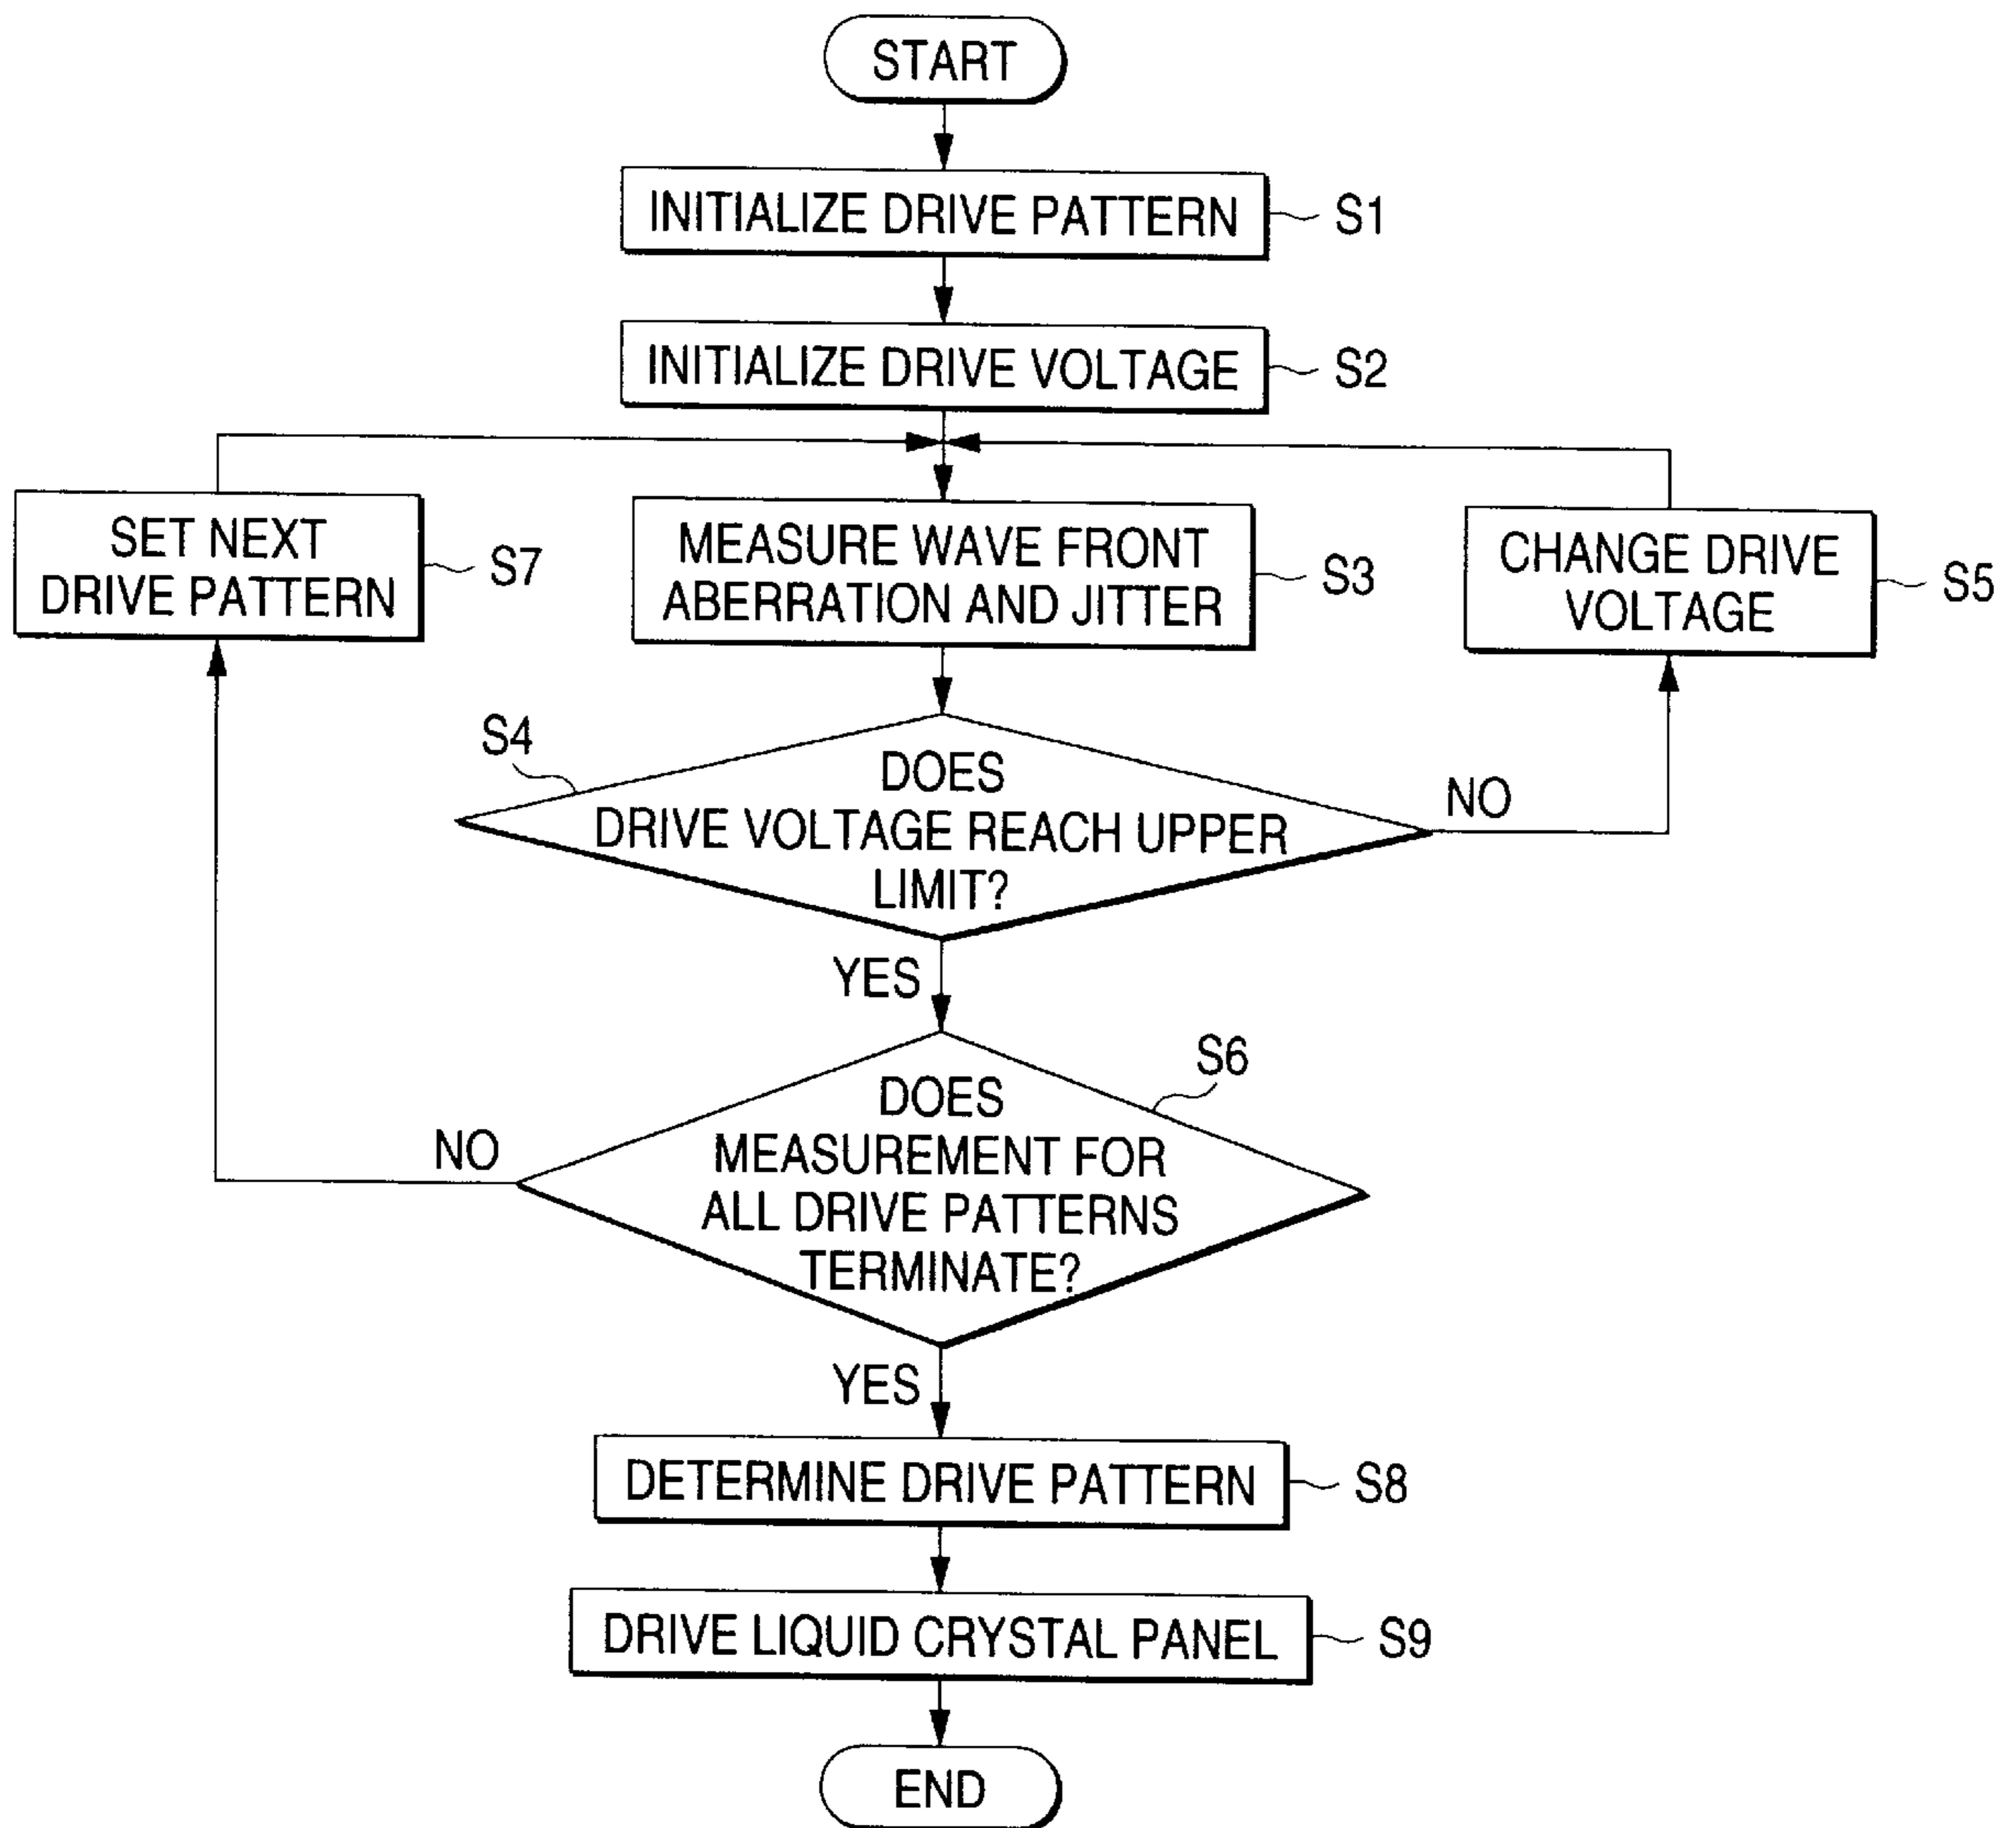 START
INITIALIZE DRIVE PATTERN
S1
INITIALIZE DRIVE VOLTAGE
S2
SET NEXT
DRIVE PATTERN
S7
MEASURE WAVE FRONT
ABERRATION AND JITTER
S3
CHANGE DRIVE
VOLTAGE
S5
S4
DOES
DRIVE VOLTAGE REACH UPPER
LIMIT?
NO
YES
S6
DOES
MEASUREMENT FOR
ALL DRIVE PATTERNS
TERMINATE?
NO
YES
DETERMINE DRIVE PATTERN
S8
DRIVE LIQUID CRYSTAL PANEL
S9
END